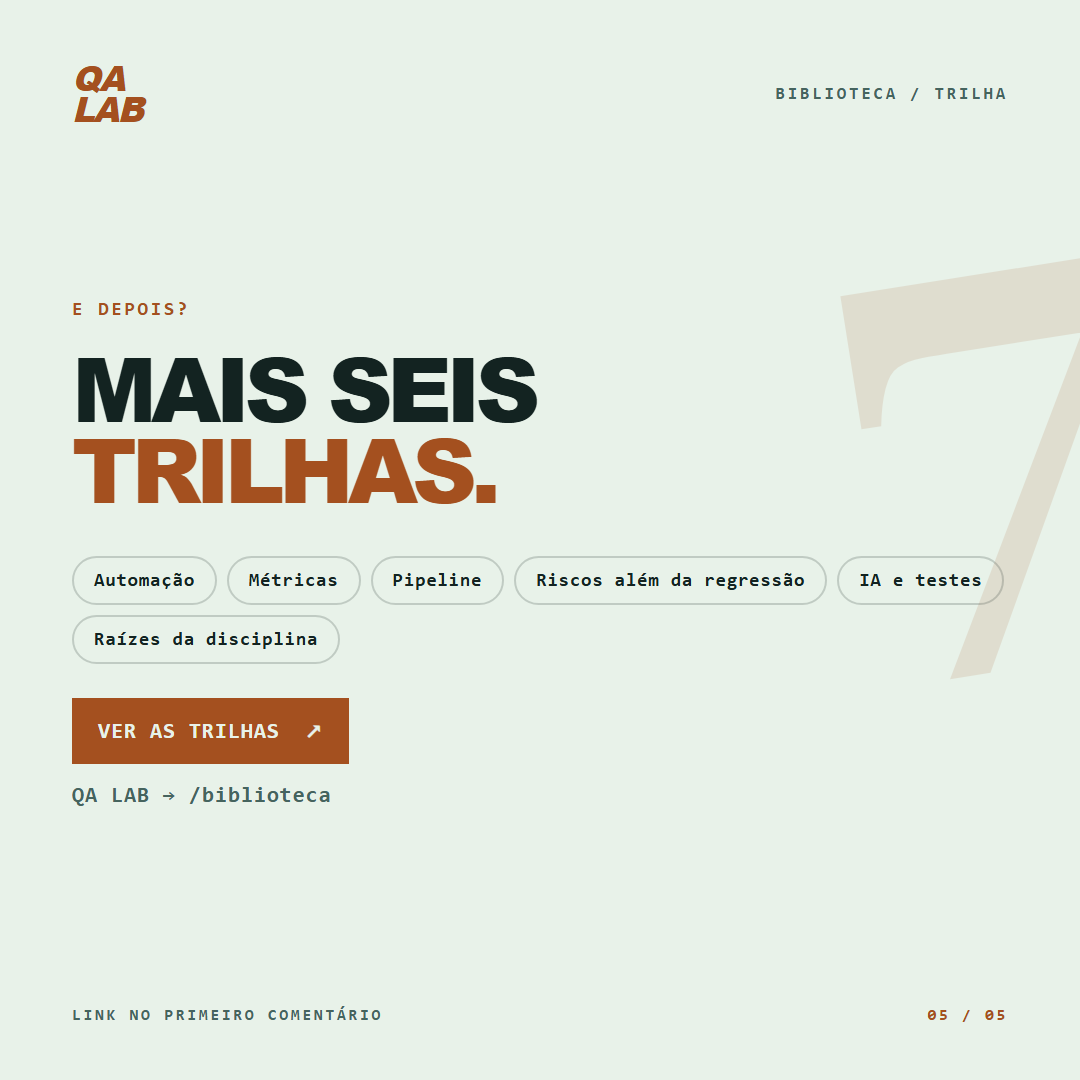 QA
LAB
BIBLIOTECA / TRILHA
E DEPOIS?
MAIS SEIS
TRILHAS.
7
Automação
Métricas
Pipeline
Riscos além da regressão
IA e testes
Raízes da disciplina
VER AS TRILHAS ↗
QA LAB → /biblioteca
LINK NO PRIMEIRO COMENTÁRIO
05 / 05